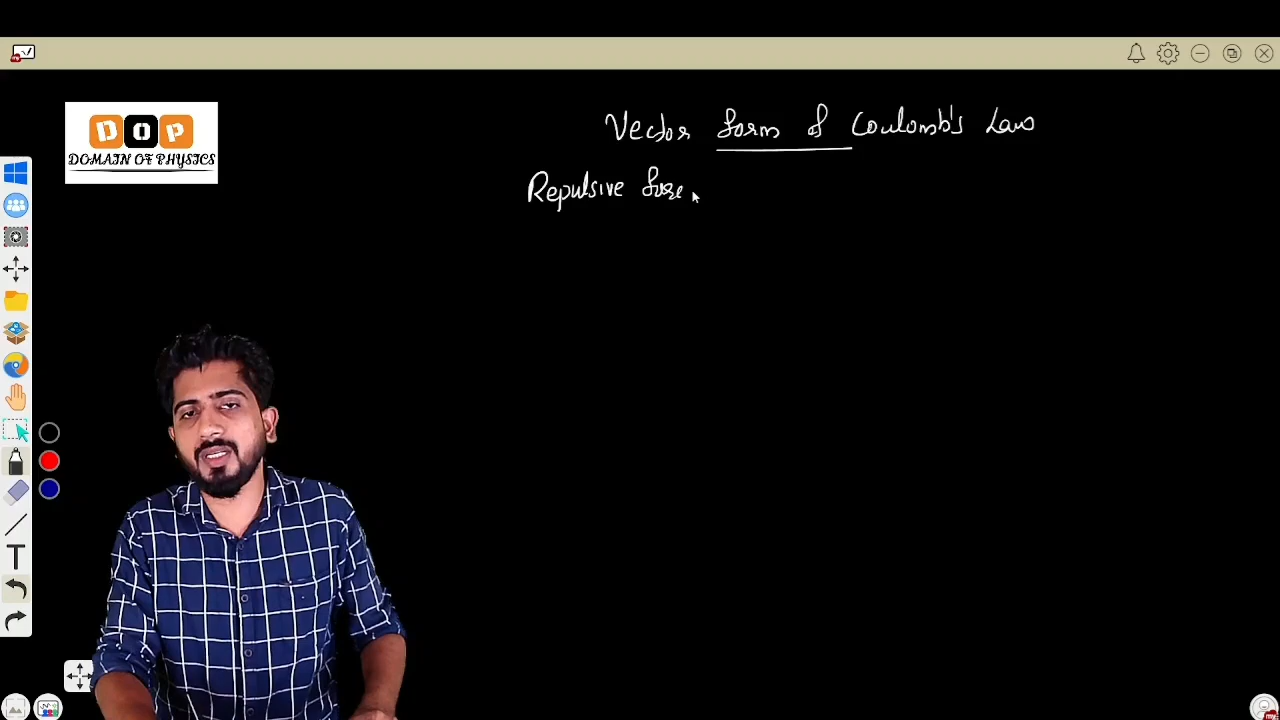 DOP
DOMAIN OF PHYSICS
Vector form of Coulomb's Law
Repulsive force
T